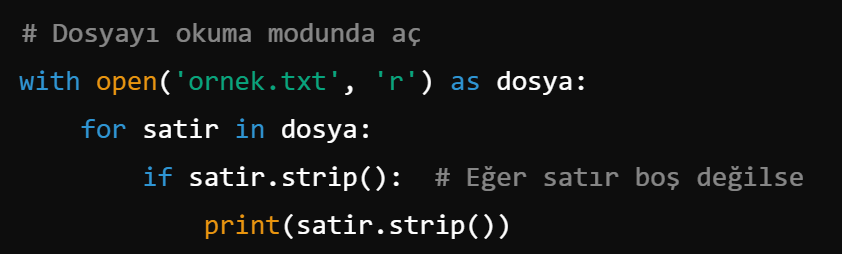 # Dosyayı okuma modunda aç
with open('ornek.txt', 'r') as dosya:
    for satir in dosya:
        if satir.strip():  # Eğer satır boş değilse
            print(satir.strip())